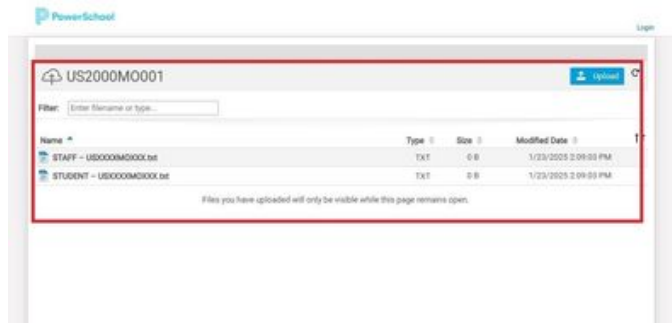 PowerSchool
Login
US2000MO001
Upload
Filter: Enter filename or type...
Name Type Size Modified Date
STAFF - USXXXXMOXXX.txt TXT 0 B 1/23/2025 2:09:03 PM
STUDENT - USXXXXMOXXX.txt TXT 0 B 1/23/2025 2:09:03 PM
Files you have uploaded will only be visible while this page remains open.